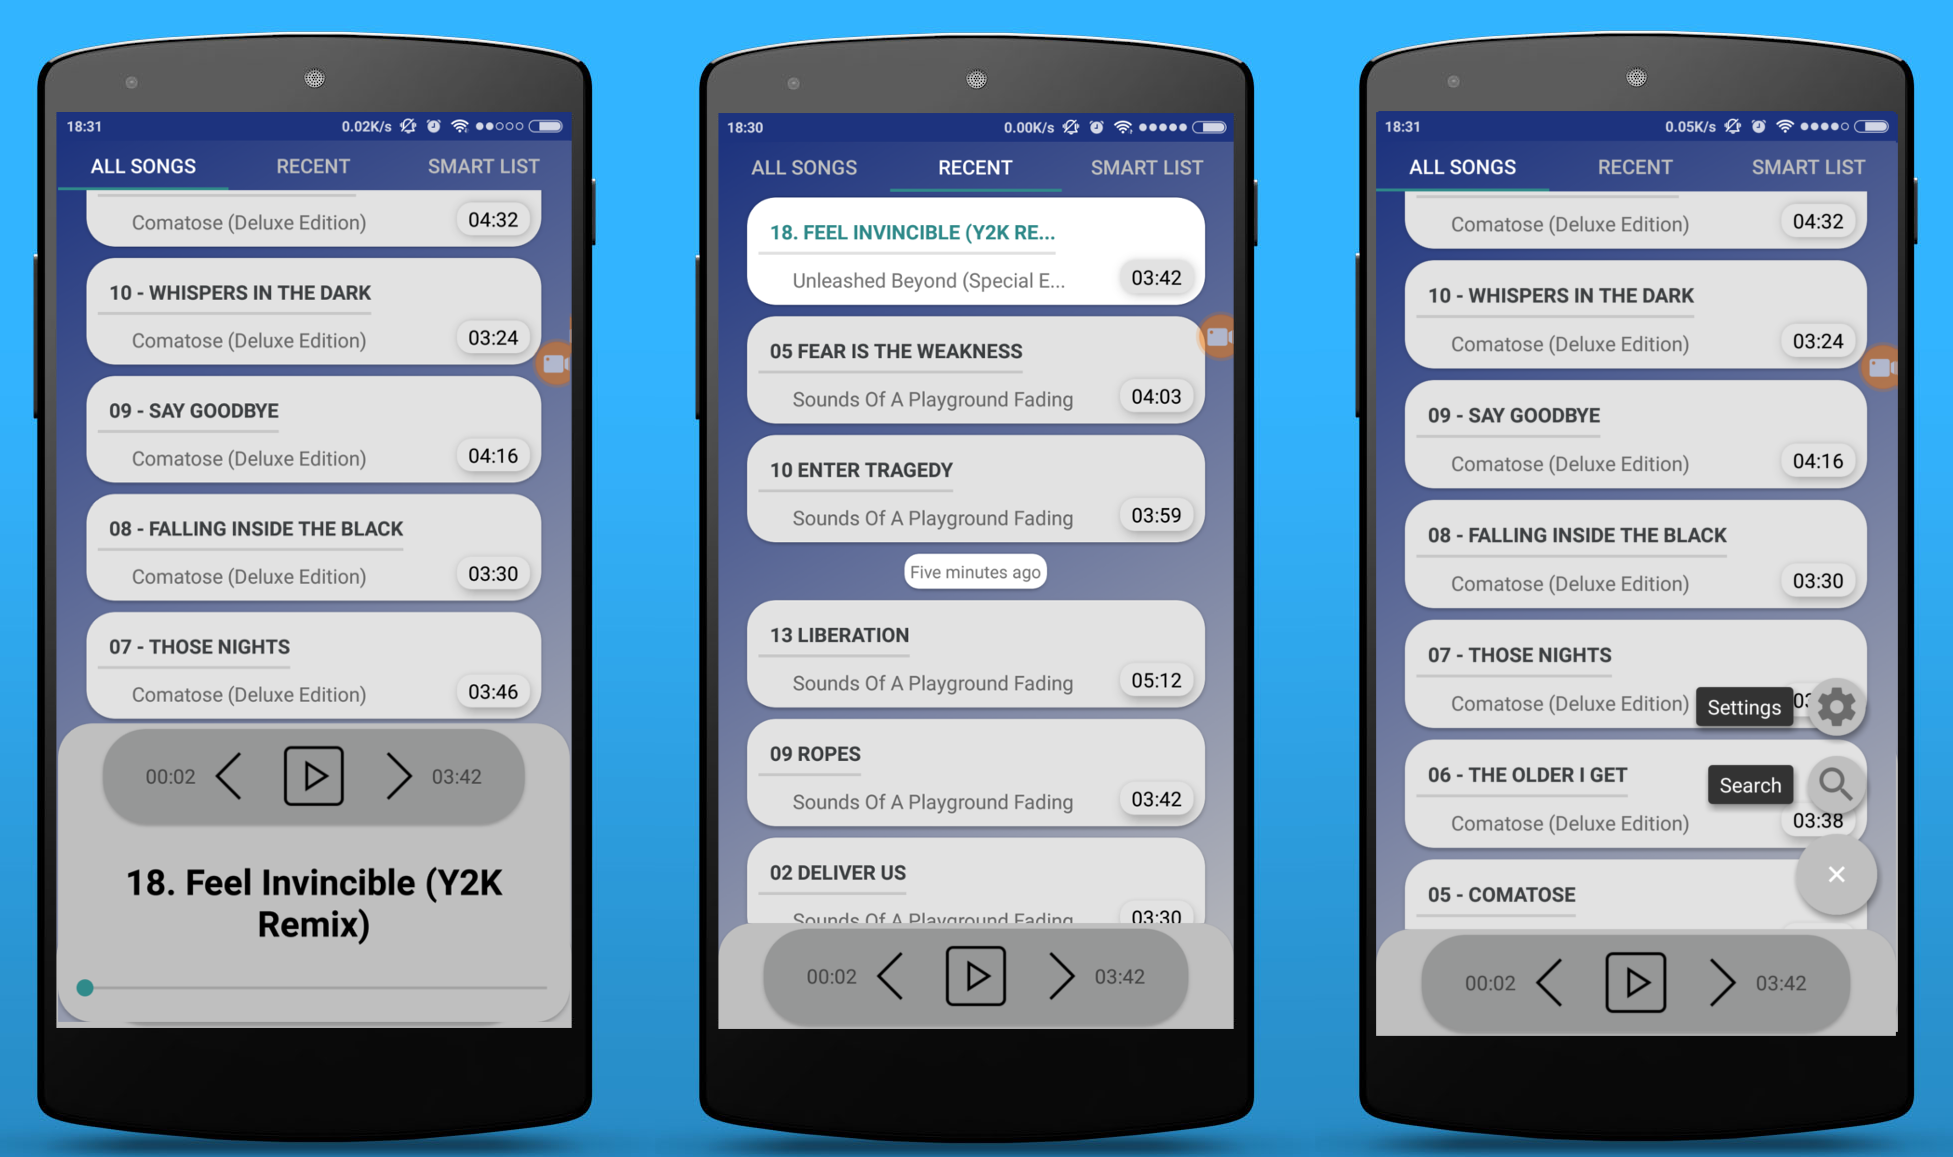 18:31
0.02K/s
ALL SONGS RECENT SMART LIST
Comatose (Deluxe Edition) 04:32
10 - WHISPERS IN THE DARK
Comatose (Deluxe Edition) 03:24
09 - SAY GOODBYE
Comatose (Deluxe Edition) 04:16
08 - FALLING INSIDE THE BLACK
Comatose (Deluxe Edition) 03:30
07 - THOSE NIGHTS
Comatose (Deluxe Edition) 03:46
00:02 03:42
18. Feel Invincible (Y2K
Remix)
18:30
0.00K/s
ALL SONGS RECENT SMART LIST
18. FEEL INVINCIBLE (Y2K RE...
Unleashed Beyond (Special E... 03:42
05 FEAR IS THE WEAKNESS
Sounds Of A Playground Fading 04:03
10 ENTER TRAGEDY
Sounds Of A Playground Fading 03:59
Five minutes ago
13 LIBERATION
Sounds Of A Playground Fading 05:12
09 ROPES
Sounds Of A Playground Fading 03:42
02 DELIVER US
Sounds Of A Playground Fading 03:30
00:02 03:42
18:31
0.05K/s
ALL SONGS RECENT SMART LIST
Comatose (Deluxe Edition) 04:32
10 - WHISPERS IN THE DARK
Comatose (Deluxe Edition) 03:24
09 - SAY GOODBYE
Comatose (Deluxe Edition) 04:16
08 - FALLING INSIDE THE BLACK
Comatose (Deluxe Edition) 03:30
07 - THOSE NIGHTS
Comatose (Deluxe Edition) Settings
06 - THE OLDER I GET
Search
Comatose (Deluxe Edition) 03:38
05 - COMATOSE
00:02 03:42